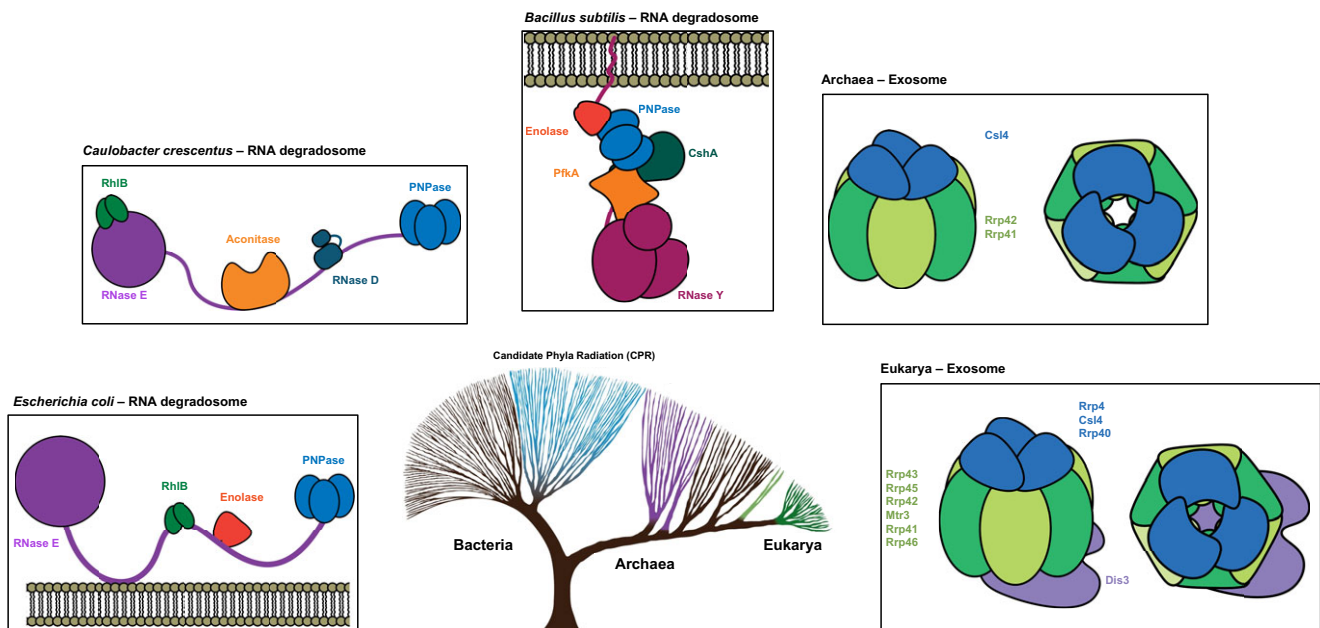 Bacillus subtilis – RNA degradosome
PNPase
Enolase
CshA
PfkA
RNase Y
Archaea – Exosome
Csl4
Rrp42
Rrp41
Caulobacter crescentus – RNA degradosome
RhlB
PNPase
Aconitase
RNase D
RNase E
Candidate Phyla Radiation (CPR)
Bacteria
Archaea
Eukarya
Escherichia coli – RNA degradosome
PNPase
RhlB
Enolase
RNase E
Eukarya – Exosome
Rrp4
Csl4
Rrp40
Rrp43
Rrp45
Rrp42
Mtr3
Rrp41
Rrp46
Dis3